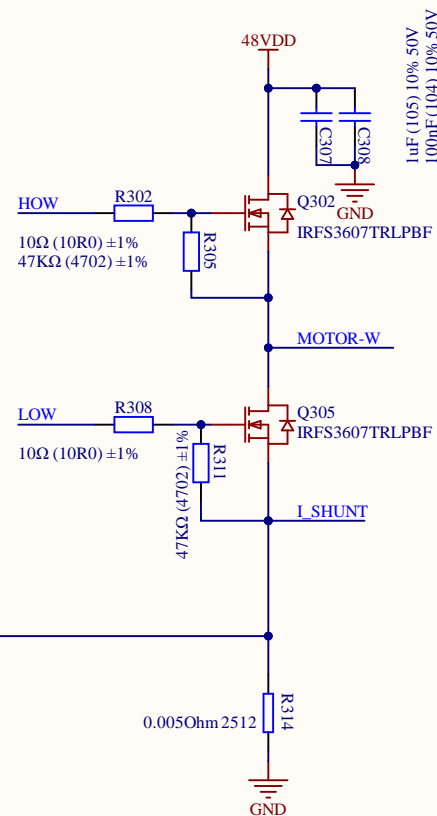 48VDD
1uF (105) 10% 50V
100nF (104) 10% 50V
C307
C308
GND
HOW
R302
10Ω (10R0) ±1%
47KΩ (4702) ±1%
R305
Q302
IRFS3607TRLPBF
MOTOR-W
LOW
R308
10Ω (10R0) ±1%
47KΩ (4702) ±1%
R311
Q305
IRFS3607TRLPBF
I_SHUNT
0.005Ohm 2512
R314
GND